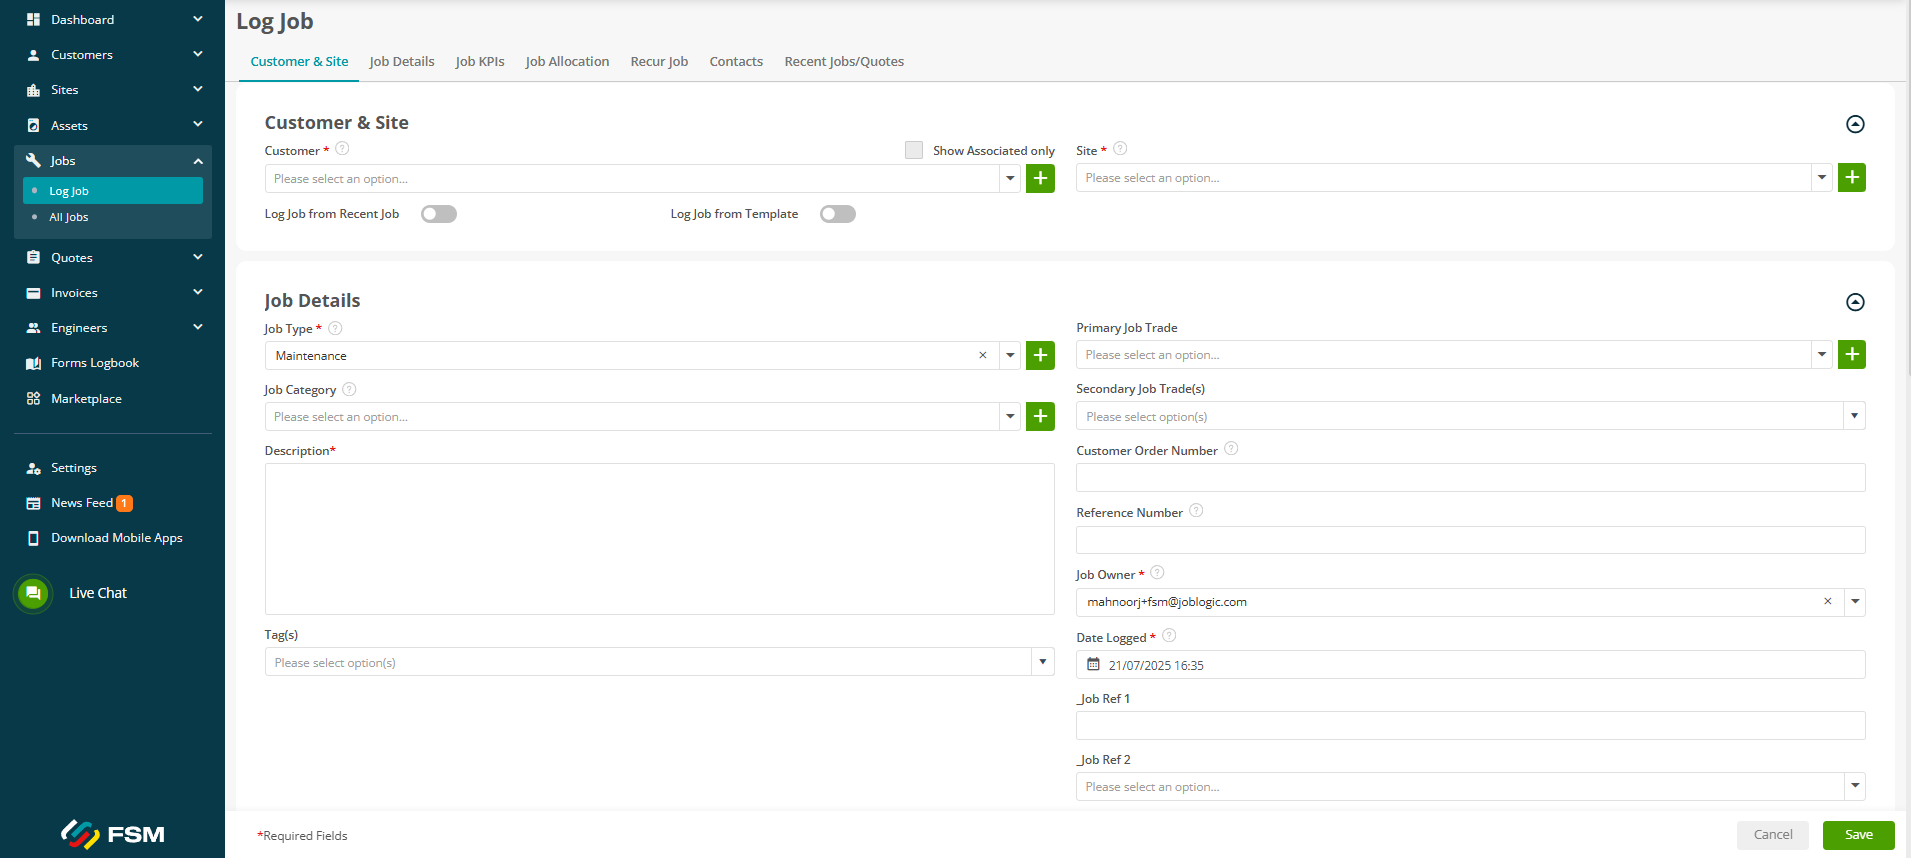 Dashboard
Customers
Sites
Assets
Jobs
Log Job
All Jobs
Quotes
Invoices
Engineers
Forms Logbook
Marketplace
Settings
News Feed 1
Download Mobile Apps
Live Chat
FSM
Log Job
Customer & Site Job Details Job KPIs Job Allocation Recur Job Contacts Recent Jobs/Quotes
Customer & Site
Customer * ? Show Associated only
Please select an option...
Site * ?
Please select an option...
Log Job from Recent Job
Log Job from Template
Job Details
Job Type * ?
Maintenance
Job Category ?
Please select an option...
Description*
Tag(s)
Please select option(s)
Primary Job Trade
Please select an option...
Secondary Job Trade(s)
Please select option(s)
Customer Order Number ?
Reference Number ?
Job Owner * ?
mahnoorj+fsm@joblogic.com
Date Logged * ?
21/07/2025 16:35
_Job Ref 1
_Job Ref 2
Please select an option...
*Required Fields
Cancel Save